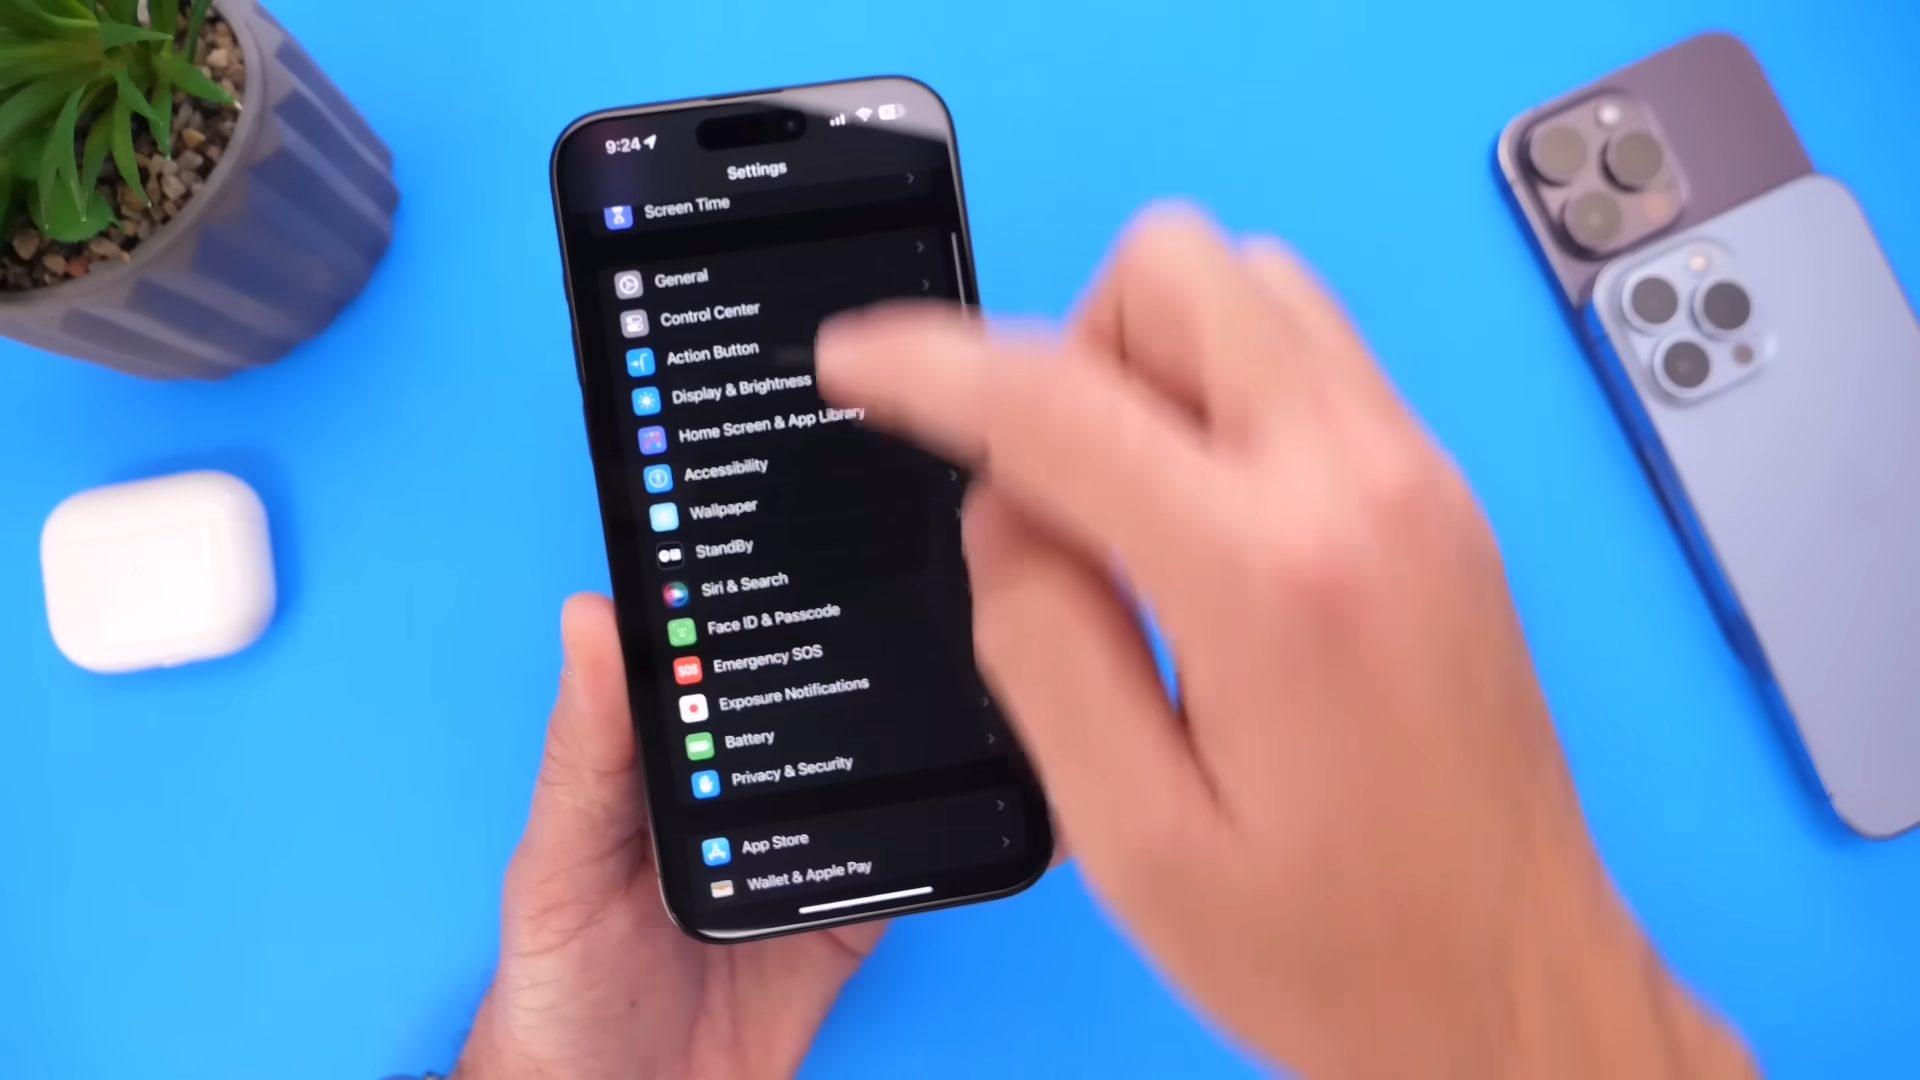 9:24
Settings
Screen Time
General
Control Center
Action Button
Display & Brightness
Home Screen & App Library
Accessibility
Wallpaper
StandBy
Siri & Search
Face ID & Passcode
SOS Emergency SOS
Exposure Notifications
Battery
Privacy & Security
App Store
Wallet & Apple Pay